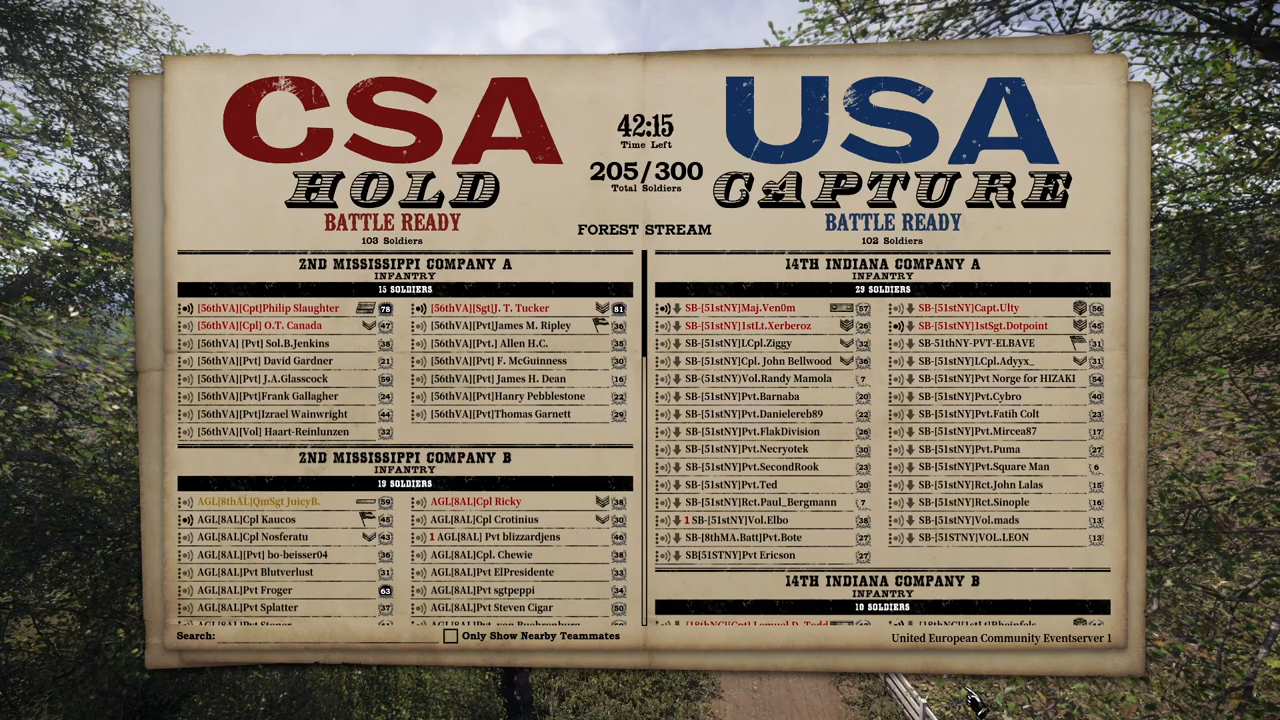 CSA
HOLD
BATTLE READY
103 Soldiers
42:15
Time Left
205/300
Total Soldiers
FOREST STREAM
USA
CAPTURE
BATTLE READY
102 Soldiers
2ND MISSISSIPPI COMPANY A
INFANTRY
15 SOLDIERS
[56thVA][Cpt]Philip Slaughter 78 [56thVA][Sgt]J. T. Tucker 81
[56thVA][Cpl] O.T. Canada 47 [56thVA][Pvt]James M. Ripley 36
[56thVA] [Pvt] Sol.B.Jenkins 38 [56thVA][Pvt.] Allen H.C. 35
[56thVA][Pvt] David Gardner 21 [56thVA][Pvt] F. McGuinness 30
[56thVA][Pvt] J.A.Glasscock 59 [56thVA][Pvt] James H. Dean 16
[56thVA][Pvt]Frank Gallagher 24 [56thVA][Pvt]Hanry Pebblestone 22
[56thVA][Pvt]Izrael Wainwright 44 [56thVA][Pvt]Thomas Garnett 29
[56thVA][Vol] Haart-Reinlunzen 32
2ND MISSISSIPPI COMPANY B
INFANTRY
19 SOLDIERS
AGL[8thAL]QmSgt JuicyB. 59 AGL[8AL]Cpl Ricky 38
AGL[8AL]Cpl Kaucos 45 AGL[8AL]Cpl Crotinius 30
AGL[8AL]Cpl Nosferatu 43 1 AGL[8AL] Pvt blizzardjens 46
AGL[8AL][Pvt] bo-beisser04 36 AGL[8AL]Cpl. Chewie 38
AGL[8AL]Pvt Blutverlust 31 AGL[8AL]Pvt ElPresidente 33
AGL[8AL]Pvt Froger 63 AGL[8AL]Pvt sgtpeppi 34
AGL[8AL]Pvt Splatter 37 AGL[8AL]Pvt Steven Cigar 50
Search:
Only Show Nearby Teammates
14TH INDIANA COMPANY A
INFANTRY
29 SOLDIERS
SB-[51stNY]Maj.Ven0m 57 SB-[51stNY]Capt.Ulty 56
SB-[51stNY]1stLt.Xerberoz 26 SB-[51stNY]1stSgt.Dotpoint 45
SB-[51stNY]LCpl.Ziggy 32 SB-51thNY-PVT-ELBAVE 31
SB-[51stNY]Cpl. John Bellwood 36 SB-[51stNY]LCpl.Adyyx_ 31
SB-(51stNY)Vol.Randy Mamola 7 SB-[51stNY]Pvt Norge for HIZAKI 54
SB-[51stNY]Pvt.Barnaba 20 SB-[51stNY]Pvt.Cybro 40
SB-[51stNY]Pvt.Danielereb89 22 SB-[51stNY]Pvt.Fatih Colt 23
SB-[51stNY]Pvt.FlakDivision 26 SB-[51stNY]Pvt.Mircea87 17
SB-[51stNY]Pvt.Necryotek 30 SB-[51stNY]Pvt.Puma 27
SB-[51stNY]Pvt.SecondRook 23 SB-[51stNY]Pvt.Square Man 6
SB-[51stNY]Pvt.Ted 20 SB-[51stNY]Rct.John Lalas 15
SB-[51stNY]Rct.Paul_Bergmann 7 SB-[51stNY]Rct.Sinople 16
1 SB-[51stNY]Vol.Elbo 38 SB-[51stNY]Vol.mads 13
SB-[8thMA.Batt]Pvt.Bote 27 SB-[51STNY]VOL.LEON 13
SB[51STNY]Pvt Ericson 27
14TH INDIANA COMPANY B
INFANTRY
10 SOLDIERS
United European Community Eventserver 1